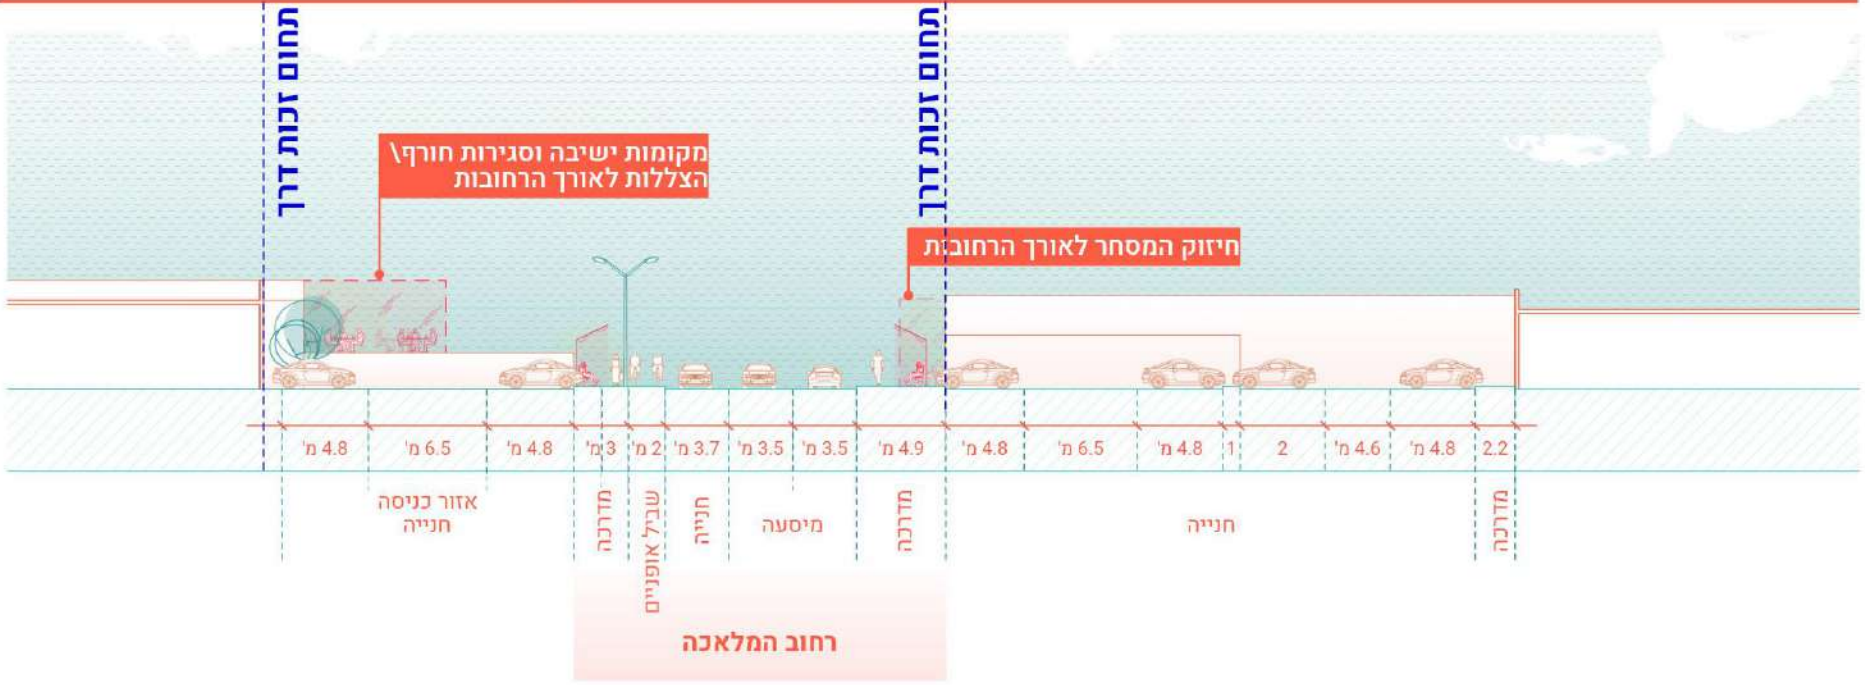 תחום זכות דרך
תחום זכות דרך
מקומות ישיבה וסגירות חורף\
הצללות לאורך הרחובות
חיזוק המסחר לאורך הרחובות
4.8 מ'
6.5 מ'
4.8 מ'
3 מ'
2 מ'
3.7 מ'
3.5 מ'
3.5 מ'
4.9 מ'
4.8 מ'
6.5 מ'
4.8 מ'
1
2
4.6 מ'
4.8 מ'
2.2
אזור כניסה
חנייה
מדרכה
שביל אופניים
חנייה
מיסעה
מדרכה
חנייה
מדרכה
רחוב המלאכה